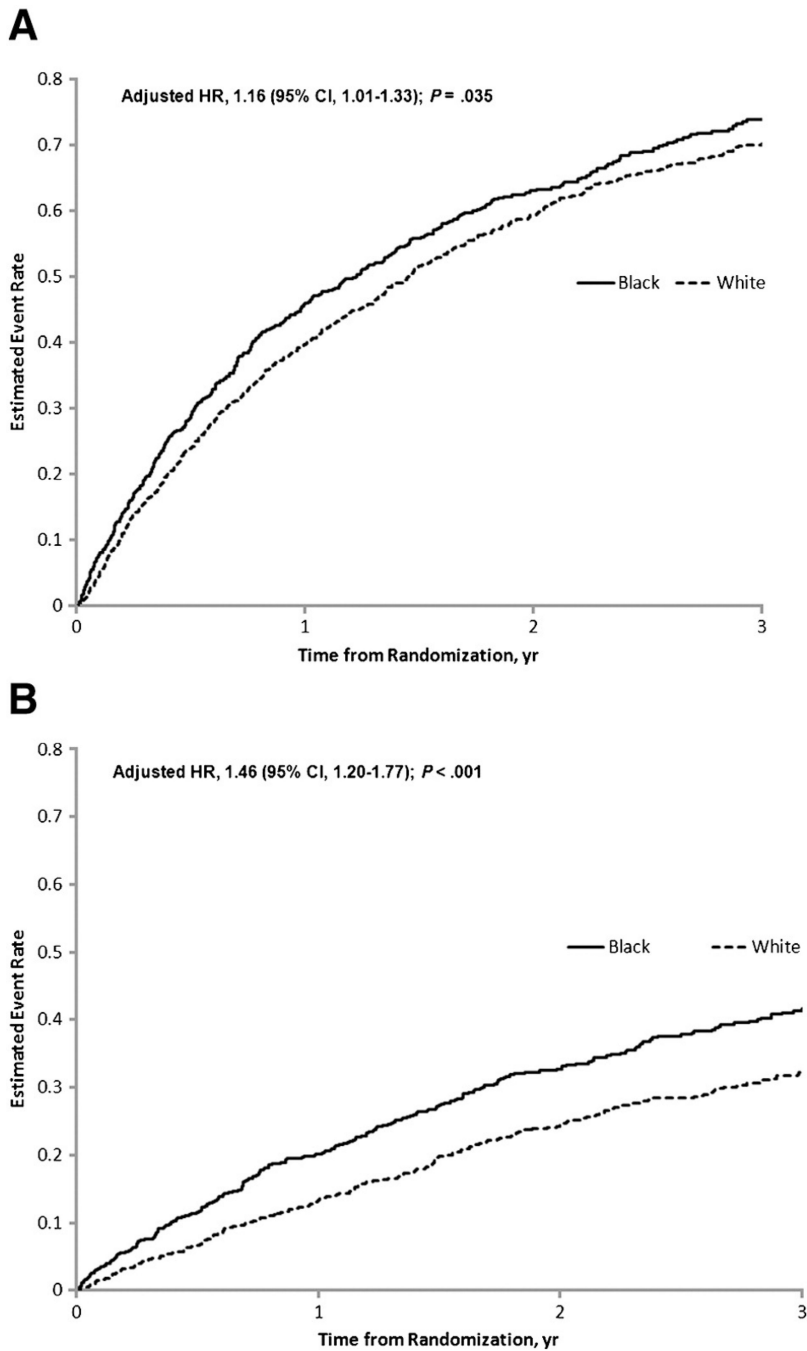 A
Adjusted HR, 1.16 (95% CI, 1.01-1.33); P = .035
0.8
0.7
0.6
0.5
0.4
0.3
0.2
0.1
0
Estimated Event Rate
Black White
0 1 2 3
Time from Randomization, yr
B
Adjusted HR, 1.46 (95% CI, 1.20-1.77); P < .001
0.8
0.7
0.6
0.5
0.4
0.3
0.2
0.1
0
Estimated Event Rate
Black White
0 1 2 3
Time from Randomization, yr